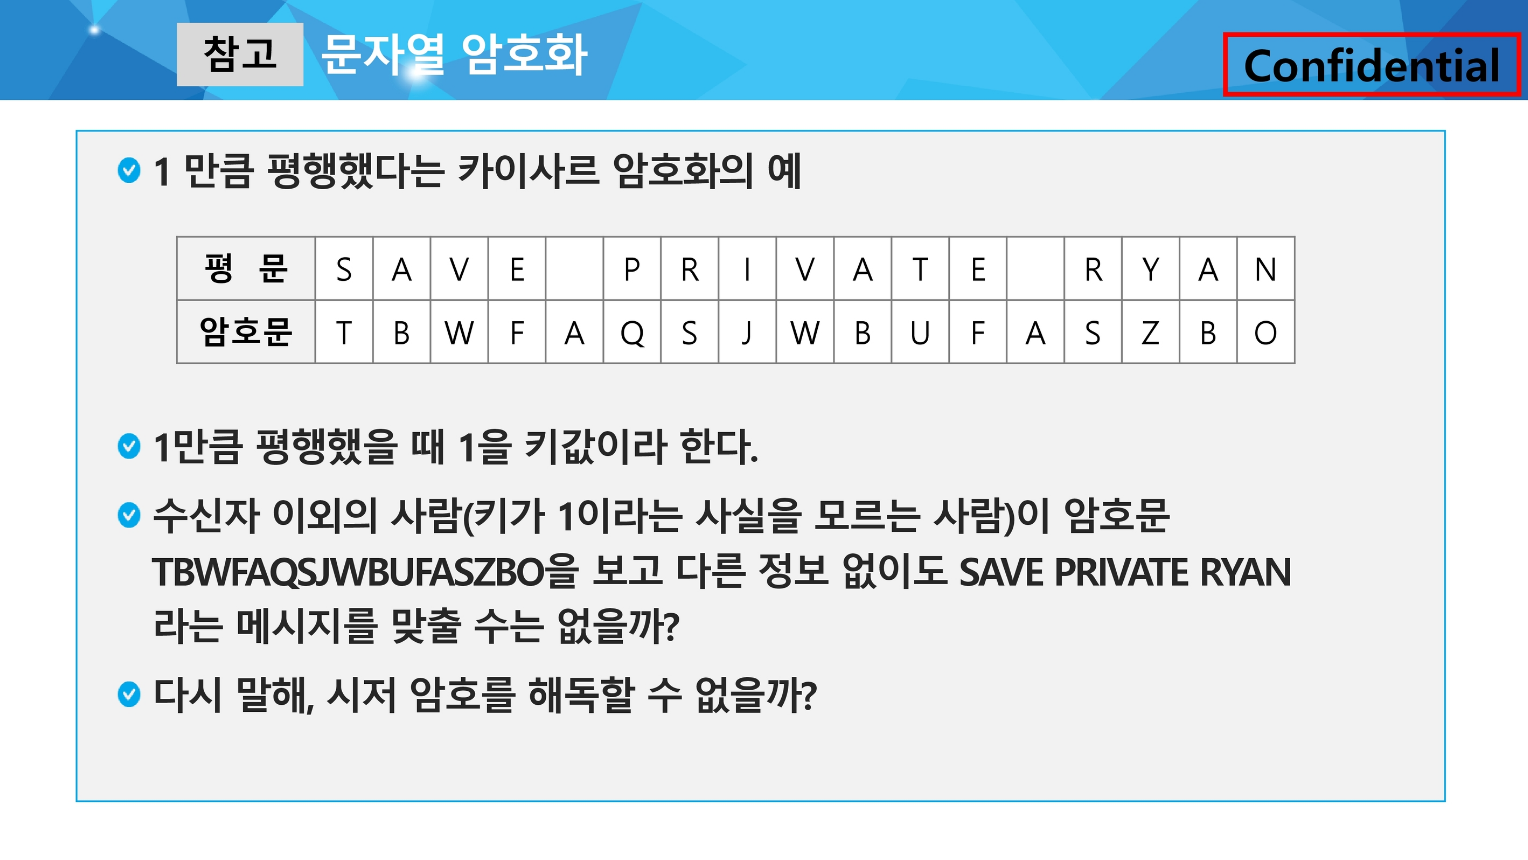 참고 문자열 암호화
Confidential
1 만큼 평행했다는 카이사르 암호화의 예
평 문 S A V E P R I V A T E R Y A N
암호문 T B W F A Q S J W B U F A S Z B O
1만큼 평행했을 때 1을 키값이라 한다.
수신자 이외의 사람(키가 1이라는 사실을 모르는 사람)이 암호문
TBWFAQSJWBUFASZBO을 보고 다른 정보 없이도 SAVE PRIVATE RYAN
라는 메시지를 맞출 수는 없을까?
다시 말해, 시저 암호를 해독할 수 없을까?